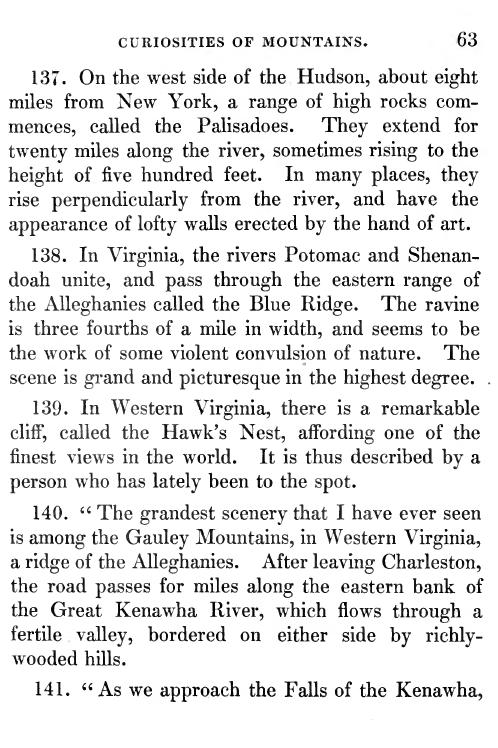 CURIOSITIES OF MOUNTAINS. 63
137. On the west side of the Hudson, about eight
miles from New York, a range of high rocks com-
mences, called the Palisadoes. They extend for
twenty miles along the river, sometimes rising to the
height of five hundred feet. In many places, they
rise perpendicularly from the river, and have the
appearance of lofty walls erected by the hand of art.
138. In Virginia, the rivers Potomac and Shenan-
doah unite, and pass through the eastern range of
the Alleghanies called the Blue Ridge. The ravine
is three fourths of a mile in width, and seems to be
the work of some violent convulsion of nature. The
scene is grand and picturesque in the highest degree.
139. In Western Virginia, there is a remarkable
cliff, called the Hawk's Nest, affording one of the
finest views in the world. It is thus described by a
person who has lately been to the spot.
140. “ The grandest scenery that I have ever seen
is among the Gauley Mountains, in Western Virginia,
a ridge of the Alleghanies. After leaving Charleston,
the road passes for miles along the eastern bank of
the Great Kenawha River, which flows through a
fertile valley, bordered on either side by richly-
wooded hills.
141. “ As we approach the Falls of the Kenawha,